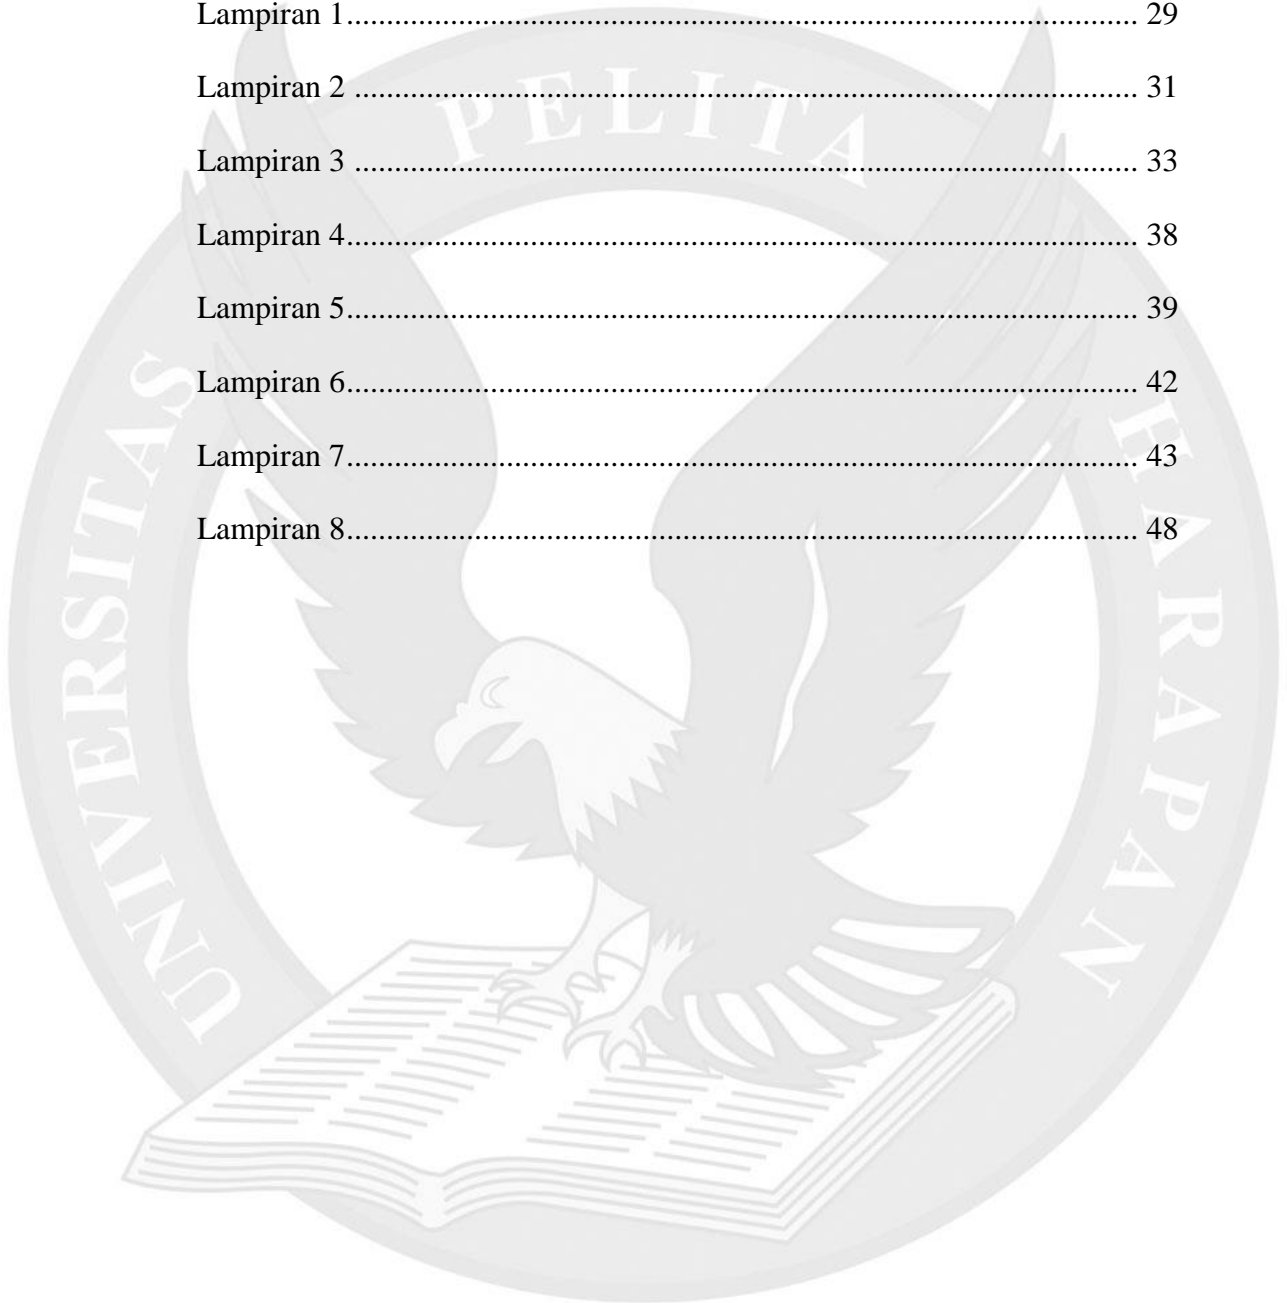 Lampiran 1.................................................................................................... 29
Lampiran 2 ................................................................................................... 31
Lampiran 3 ................................................................................................... 33
Lampiran 4.................................................................................................... 38
Lampiran 5.................................................................................................... 39
Lampiran 6.................................................................................................... 42
Lampiran 7.................................................................................................... 43
Lampiran 8.................................................................................................... 48
UNIVERSITAS PELITA HARAPAN